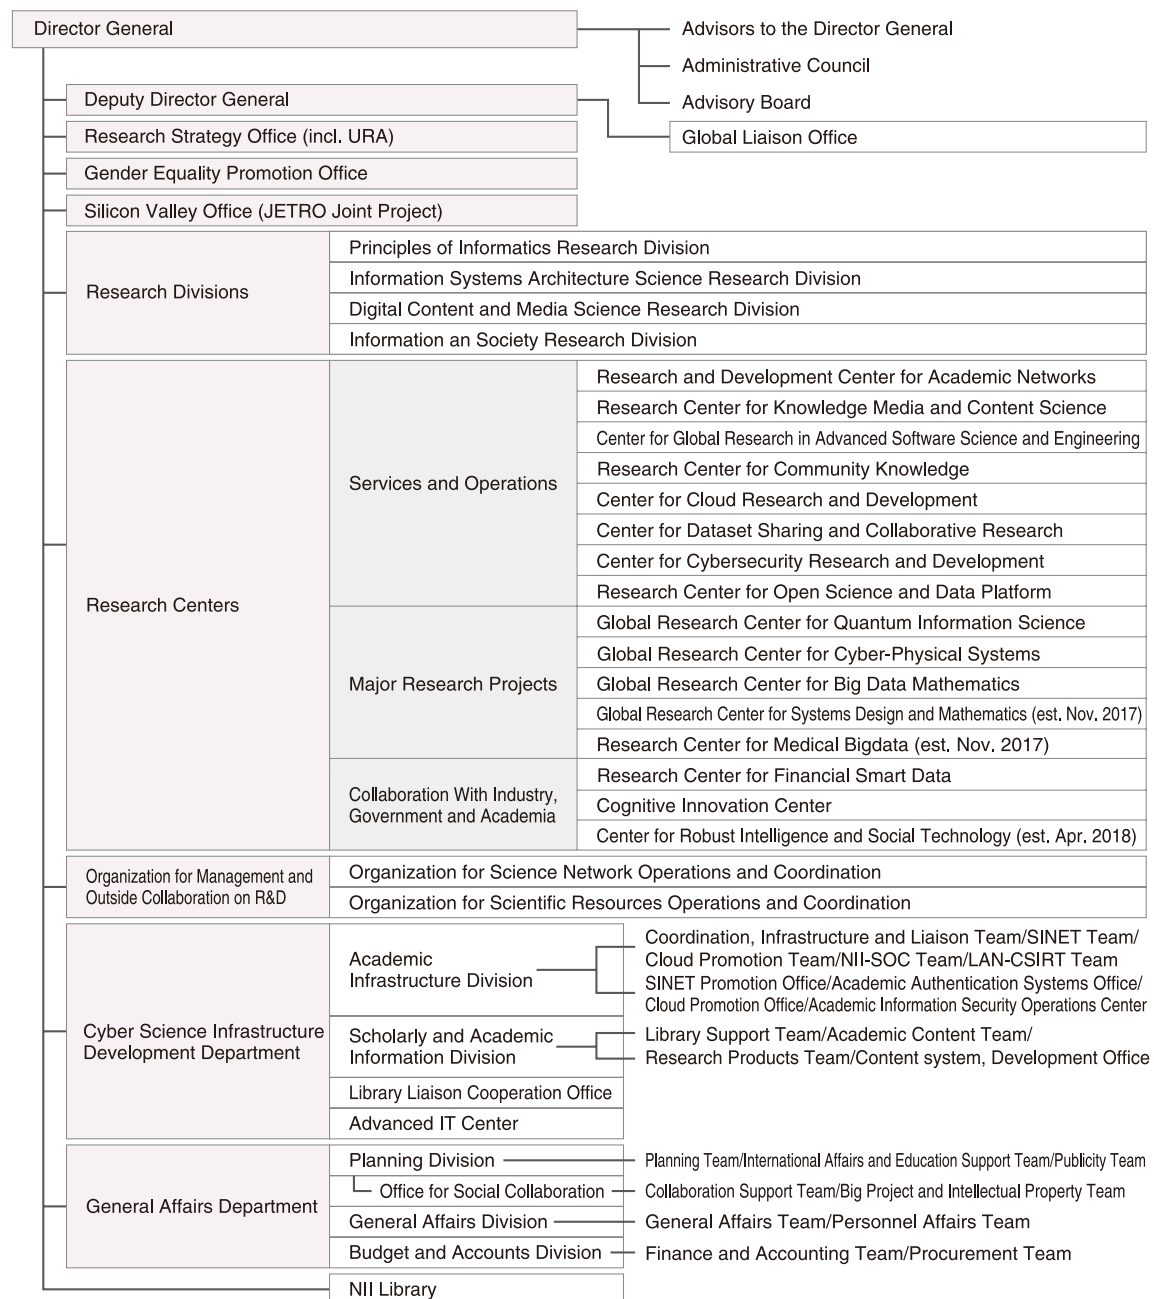 Director General
Advisors to the Director General
Administrative Council
Advisory Board
Deputy Director General
Global Liaison Office
Research Strategy Office (incl. URA)
Gender Equality Promotion Office
Silicon Valley Office (JETRO Joint Project)
Research Divisions
Principles of Informatics Research Division
Information Systems Architecture Science Research Division
Digital Content and Media Science Research Division
Information an Society Research Division
Research Centers
Services and Operations
Research and Development Center for Academic Networks
Research Center for Knowledge Media and Content Science
Center for Global Research in Advanced Software Science and Engineering
Research Center for Community Knowledge
Center for Cloud Research and Development
Center for Dataset Sharing and Collaborative Research
Center for Cybersecurity Research and Development
Research Center for Open Science and Data Platform
Major Research Projects
Global Research Center for Quantum Information Science
Global Research Center for Cyber-Physical Systems
Global Research Center for Big Data Mathematics
Global Research Center for Systems Design and Mathematics (est. Nov. 2017)
Research Center for Medical Bigdata (est. Nov. 2017)
Collaboration With Industry,
Government and Academia
Research Center for Financial Smart Data
Cognitive Innovation Center
Center for Robust Intelligence and Social Technology (est. Apr. 2018)
Organization for Management and
Outside Collaboration on R&D
Organization for Science Network Operations and Coordination
Organization for Scientific Resources Operations and Coordination
Cyber Science Infrastructure
Development Department
Academic
Infrastructure Division
Coordination, Infrastructure and Liaison Team/SINET Team/
Cloud Promotion Team/NII-SOC Team/LAN-CSIRT Team
SINET Promotion Office/Academic Authentication Systems Office/
Cloud Promotion Office/Academic Information Security Operations Center
Scholarly and Academic
Information Division
Library Support Team/Academic Content Team/
Research Products Team/Content system, Development Office
Library Liaison Cooperation Office
Advanced IT Center
General Affairs Department
Planning Division
Planning Team/International Affairs and Education Support Team/Publicity Team
Office for Social Collaboration
Collaboration Support Team/Big Project and Intellectual Property Team
General Affairs Division
General Affairs Team/Personnel Affairs Team
Budget and Accounts Division
Finance and Accounting Team/Procurement Team
NII Library